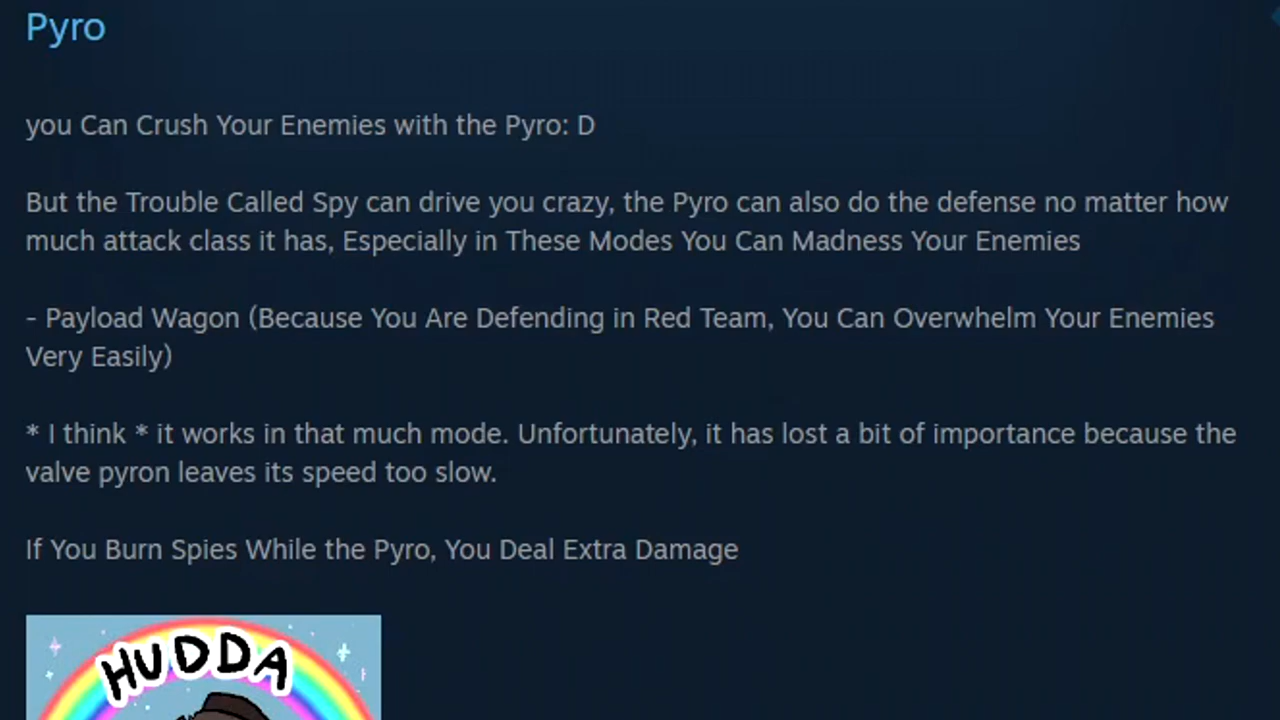 Pyro
you Can Crush Your Enemies with the Pyro: D
But the Trouble Called Spy can drive you crazy, the Pyro can also do the defense no matter how
much attack class it has, Especially in These Modes You Can Madness Your Enemies
- Payload Wagon (Because You Are Defending in Red Team, You Can Overwhelm Your Enemies
Very Easily)
* I think * it works in that much mode. Unfortunately, it has lost a bit of importance because the
valve pyron leaves its speed too slow.
If You Burn Spies While the Pyro, You Deal Extra Damage
HUDDA